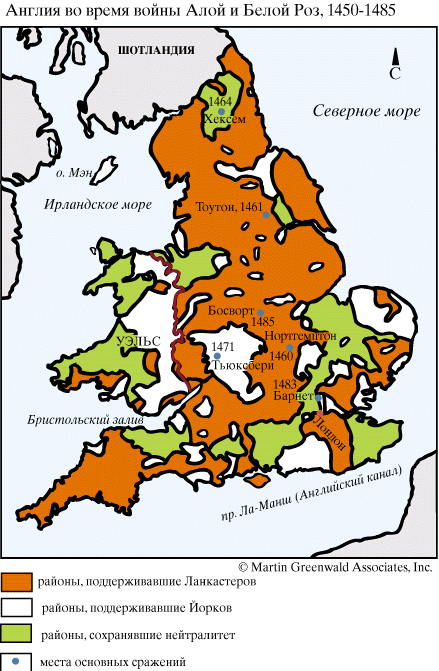 Англия во время войны Алой и Белой Роз, 1450-1485
ШОТЛАНДИЯ
С
1464
Хексем
Северное море
о. Мэн
Ирландское море
Тоутон, 1461
Босворт
1485
УЭЛЬС
1471
Тьюксбери
Нортгемптон
1460
1483
Барнет
Лондон
Бристольский залив
пр. Ла-Манш (Английский канал)
© Martin Greenwald Associates, Inc.
районы, поддерживавшие Ланкастеров
районы, поддерживавшие Йорков
районы, сохранявшие нейтралитет
места основных сражений